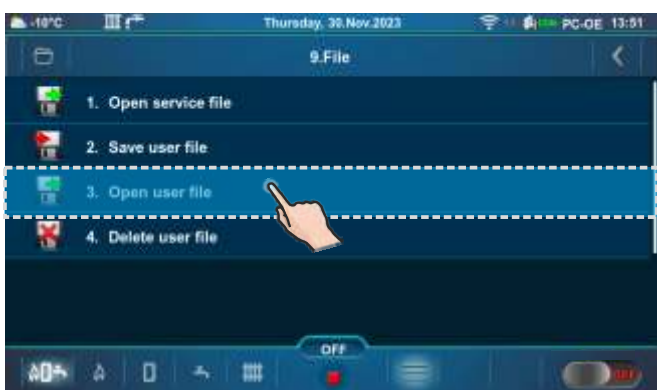 -10°C Thursday, 30.Nov.2023 PC-OE 13:51
9.File
1. Open service file
2. Save user file
3. Open user file
4. Delete user file
OFF
OFF